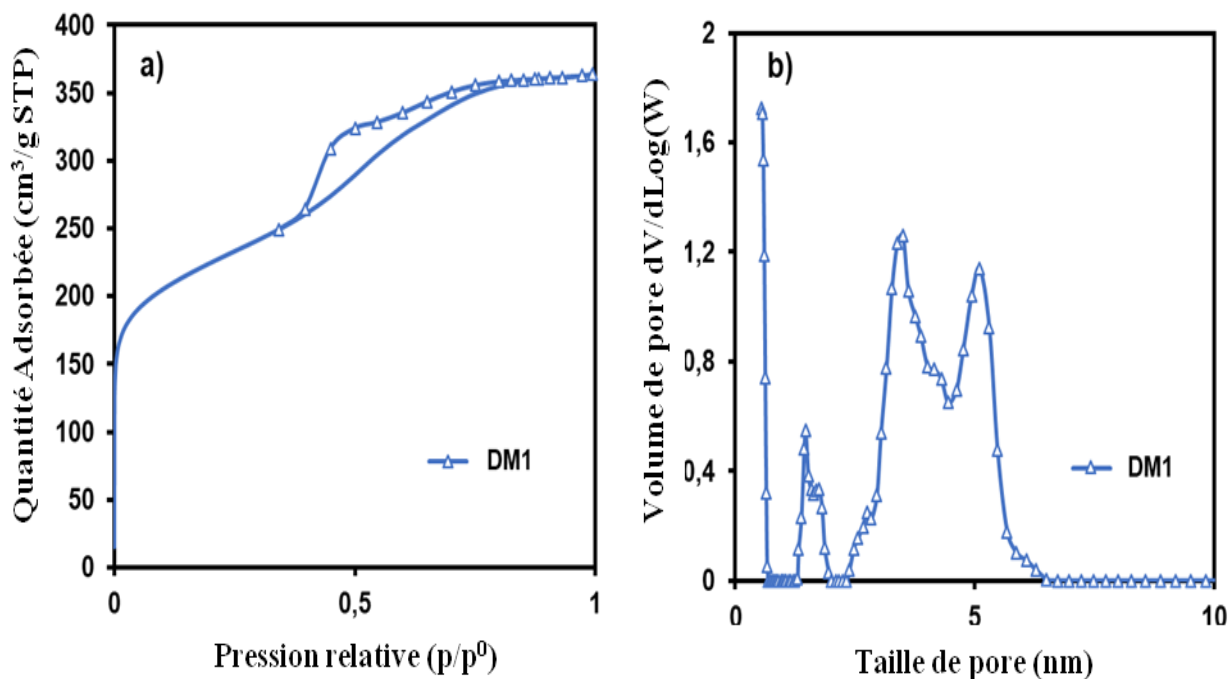 a)
Quantité Adsorbée (cm³/g STP)
400
350
300
250
200
150
100
50
0
DM1
0
0,5
1
Pression relative (p/p⁰)
b)
Volume de pore dV/dLog(W)
2
1,6
1,2
0,8
0,4
0
DM1
0
5
10
Taille de pore (nm)